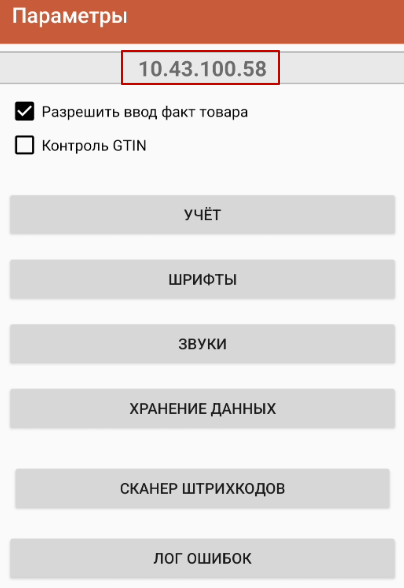 Параметры
10.43.100.58
Разрешить ввод факт товара
Контроль GTIN
УЧЁТ
ШРИФТЫ
ЗВУКИ
ХРАНЕНИЕ ДАННЫХ
СКАНЕР ШТРИХКОДОВ
ЛОГ ОШИБОК